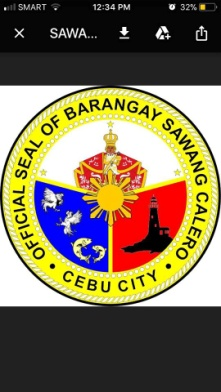 SMART 12:34 PM 32%
SAWA...
OFFICIAL SEAL OF BARANGAY SAWANG CALERO
CEBU CITY